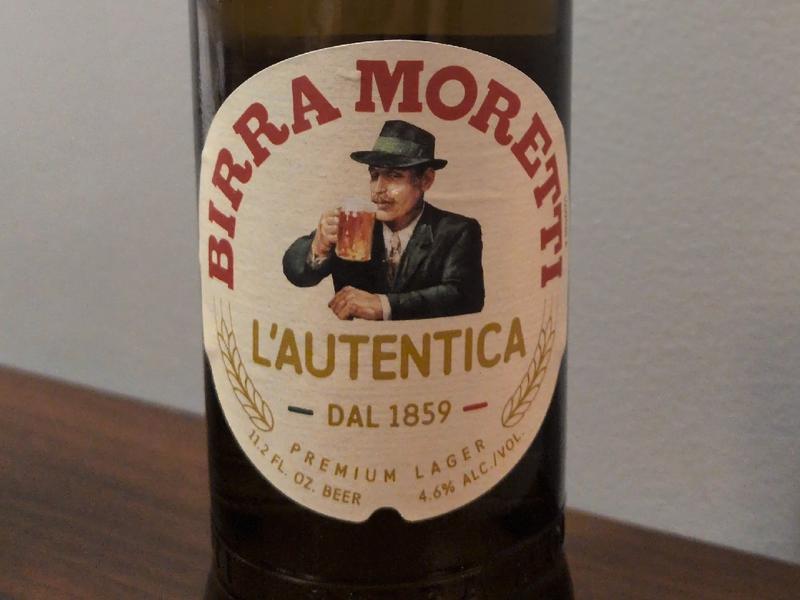 BIRRA MORETTI
L'AUTENTICA
DAL 1859
PREMIUM LAGER
11.2 FL. OZ. BEER
4.6% ALC./VOL.